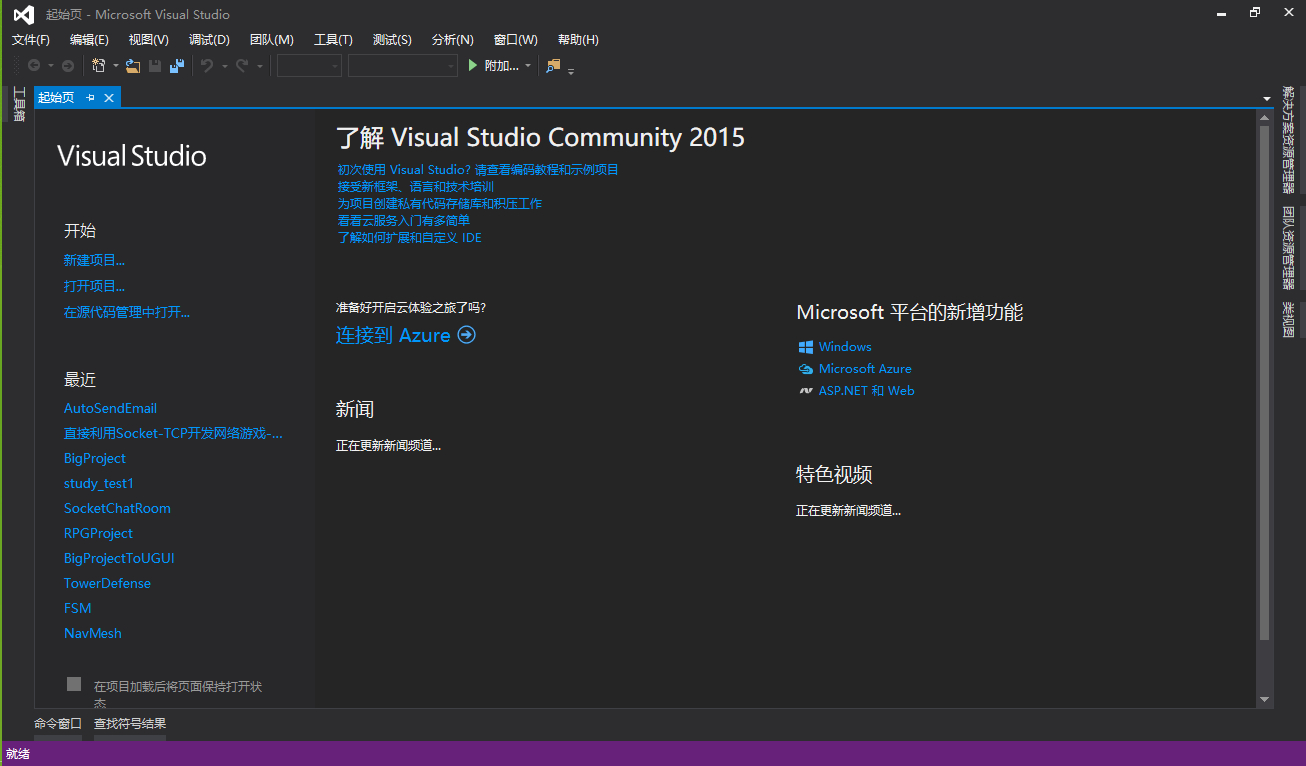 起始页 - Microsoft Visual Studio
文件(F) 编辑(E) 视图(V) 调试(D) 团队(M) 工具(T) 测试(S) 分析(N) 窗口(W) 帮助(H)
附加...
工具箱
起始页
Visual Studio
开始
新建项目...
打开项目...
在源代码管理中打开...
最近
AutoSendEmail
直接利用Socket-TCP开发网络游戏-...
BigProject
study_test1
SocketChatRoom
RPGProject
BigProjectToUGUI
TowerDefense
FSM
NavMesh
在项目加载后将页面保持打开状
态
了解 Visual Studio Community 2015
初次使用 Visual Studio? 请查看编码教程和示例项目
接受新框架、语言和技术培训
为项目创建私有代码存储库和积压工作
看看云服务入门有多简单
了解如何扩展和自定义 IDE
准备好开启云体验之旅了吗?
连接到 Azure
新闻
正在更新新闻频道...
Microsoft 平台的新增功能
Windows
Microsoft Azure
ASP.NET 和 Web
特色视频
正在更新新闻频道...
解决方案资源管理器
团队资源管理器
类视图
命令窗口 查找符号结果
就绪